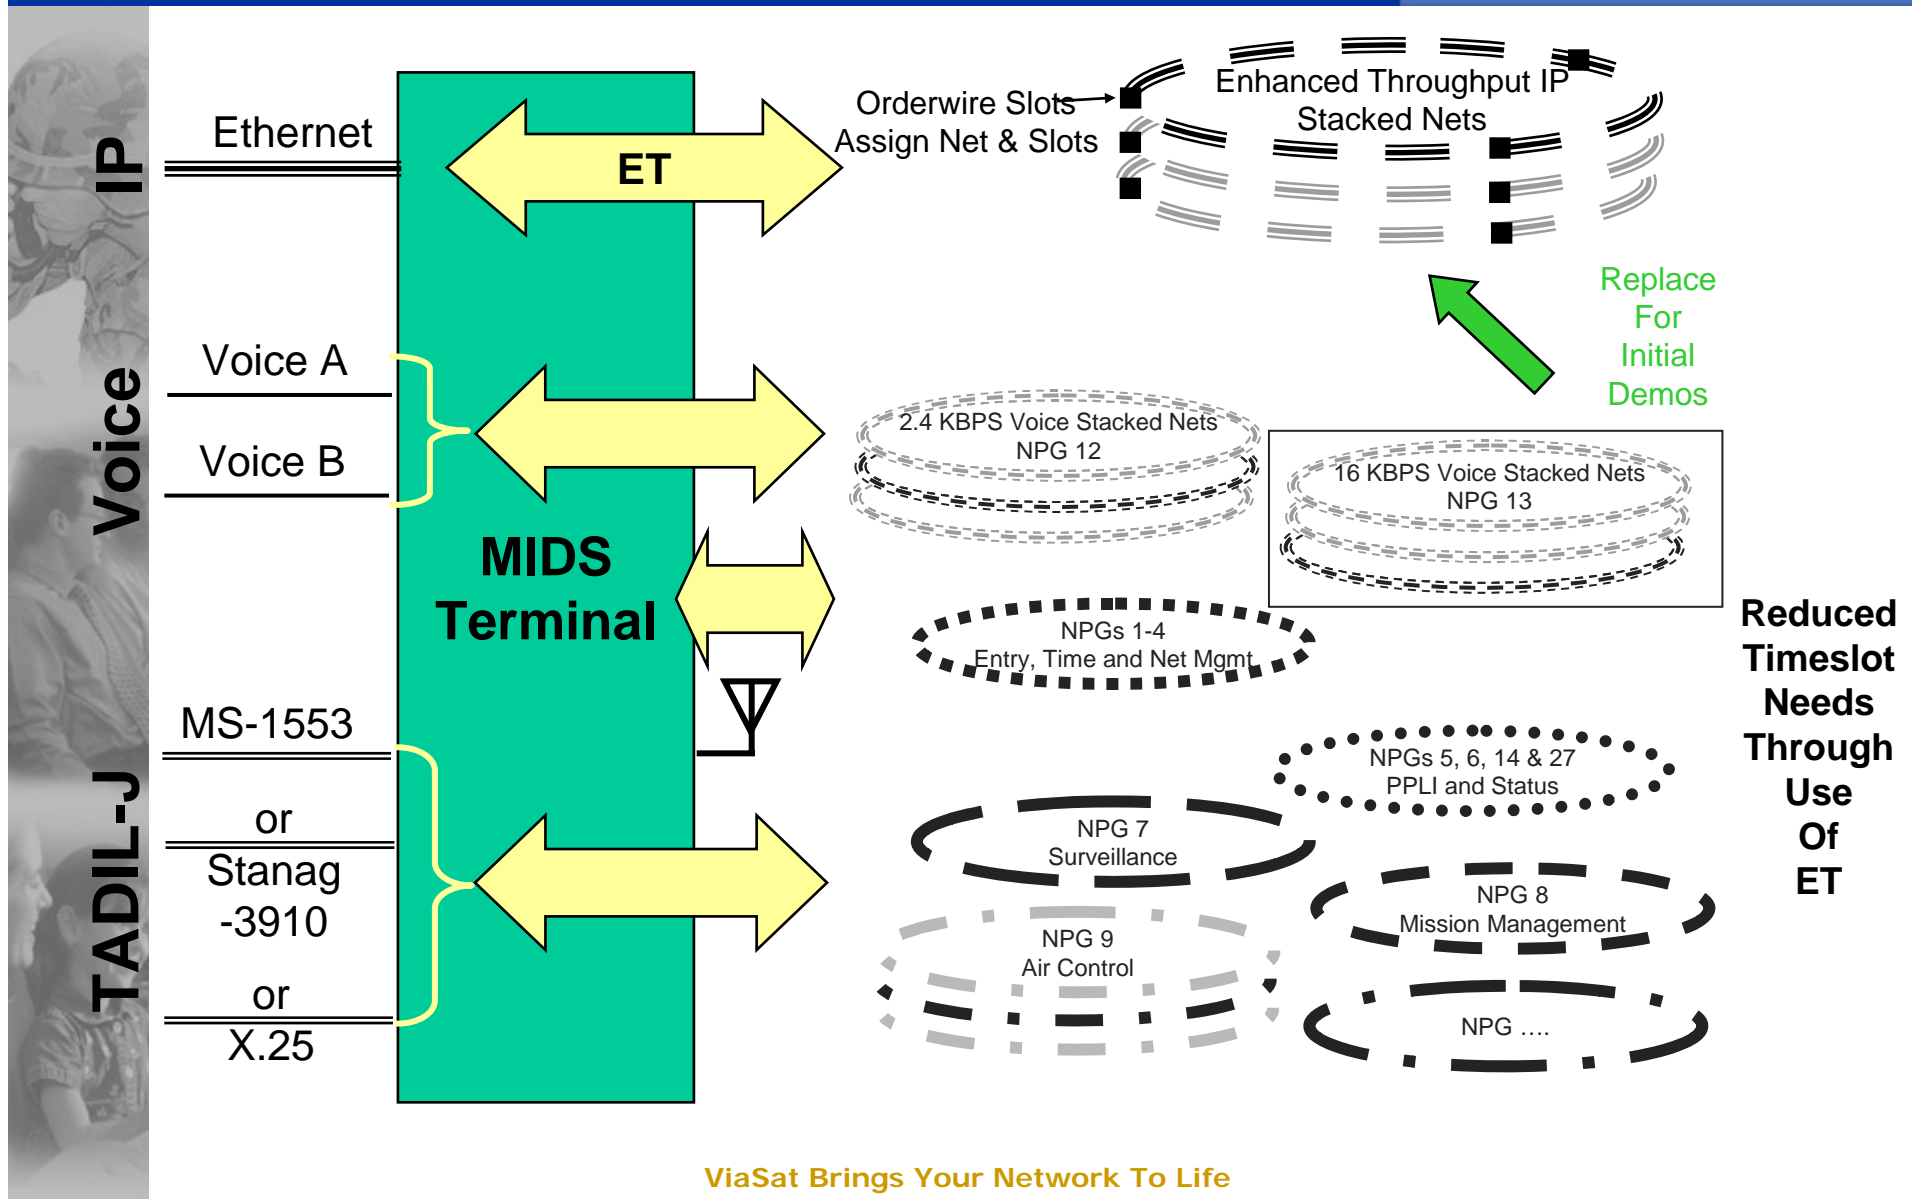 IP
Voice
TADIL-J
Ethernet
Voice A
Voice B
MS-1553
or
Stanag
-3910
or
X.25
ET
MIDS
Terminal
Orderwire Slots
Assign Net & Slots
Enhanced Throughput IP
Stacked Nets
Replace
For
Initial
Demos
2.4 KBPS Voice Stacked Nets
NPG 12
16 KBPS Voice Stacked Nets
NPG 13
NPGs 1-4
Entry, Time and Net Mgmt
NPGs 5, 6, 14 & 27
PPLI and Status
NPG 7
Surveillance
NPG 8
Mission Management
NPG 9
Air Control
NPG ….
Reduced
Timeslot
Needs
Through
Use
Of
ET
ViaSat Brings Your Network To Life